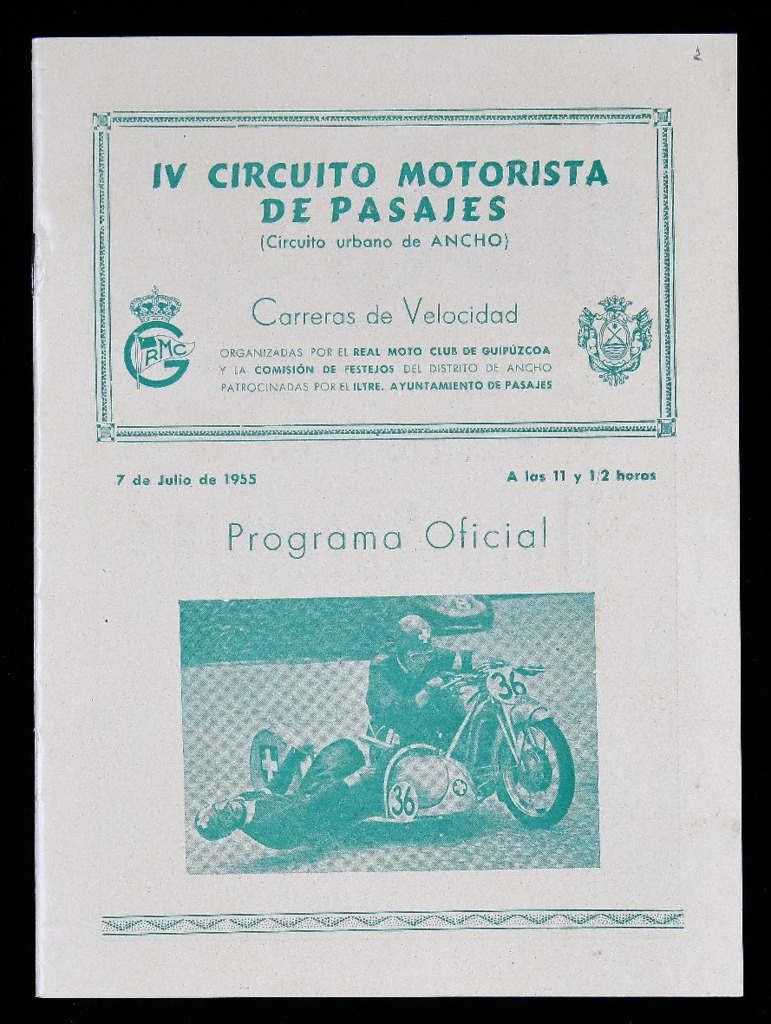 2
IV CIRCUITO MOTORISTA
DE PASAJES
(Circuito urbano de ANCHO)
Carreras de Velocidad
RMC
G
ORGANIZADAS POR EL REAL MOTO CLUB DE GUIPÚZCOA
Y LA COMISIÓN DE FESTEJOS DEL DISTRITO DE ANCHO
PATROCINADAS POR EL ILTRE. AYUNTAMIENTO DE PASAJES
7 de Julio de 1955
A las 11 y 1/2 horas
Programa Oficial
36
36